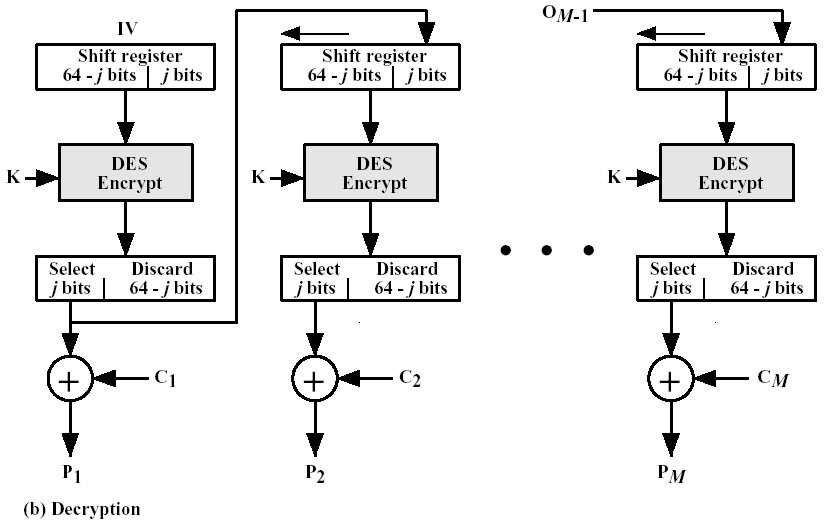 IV
Shift register
64 - j bits | j bits
K
DES
Encrypt
Select
j bits
Discard
64 - j bits
+
C1
P1
Shift register
64 - j bits | j bits
K
DES
Encrypt
Select
j bits
Discard
64 - j bits
+
C2
P2
• • •
OM-1
Shift register
64 - j bits | j bits
K
DES
Encrypt
Select
j bits
Discard
64 - j bits
+
CM
PM
(b) Decryption